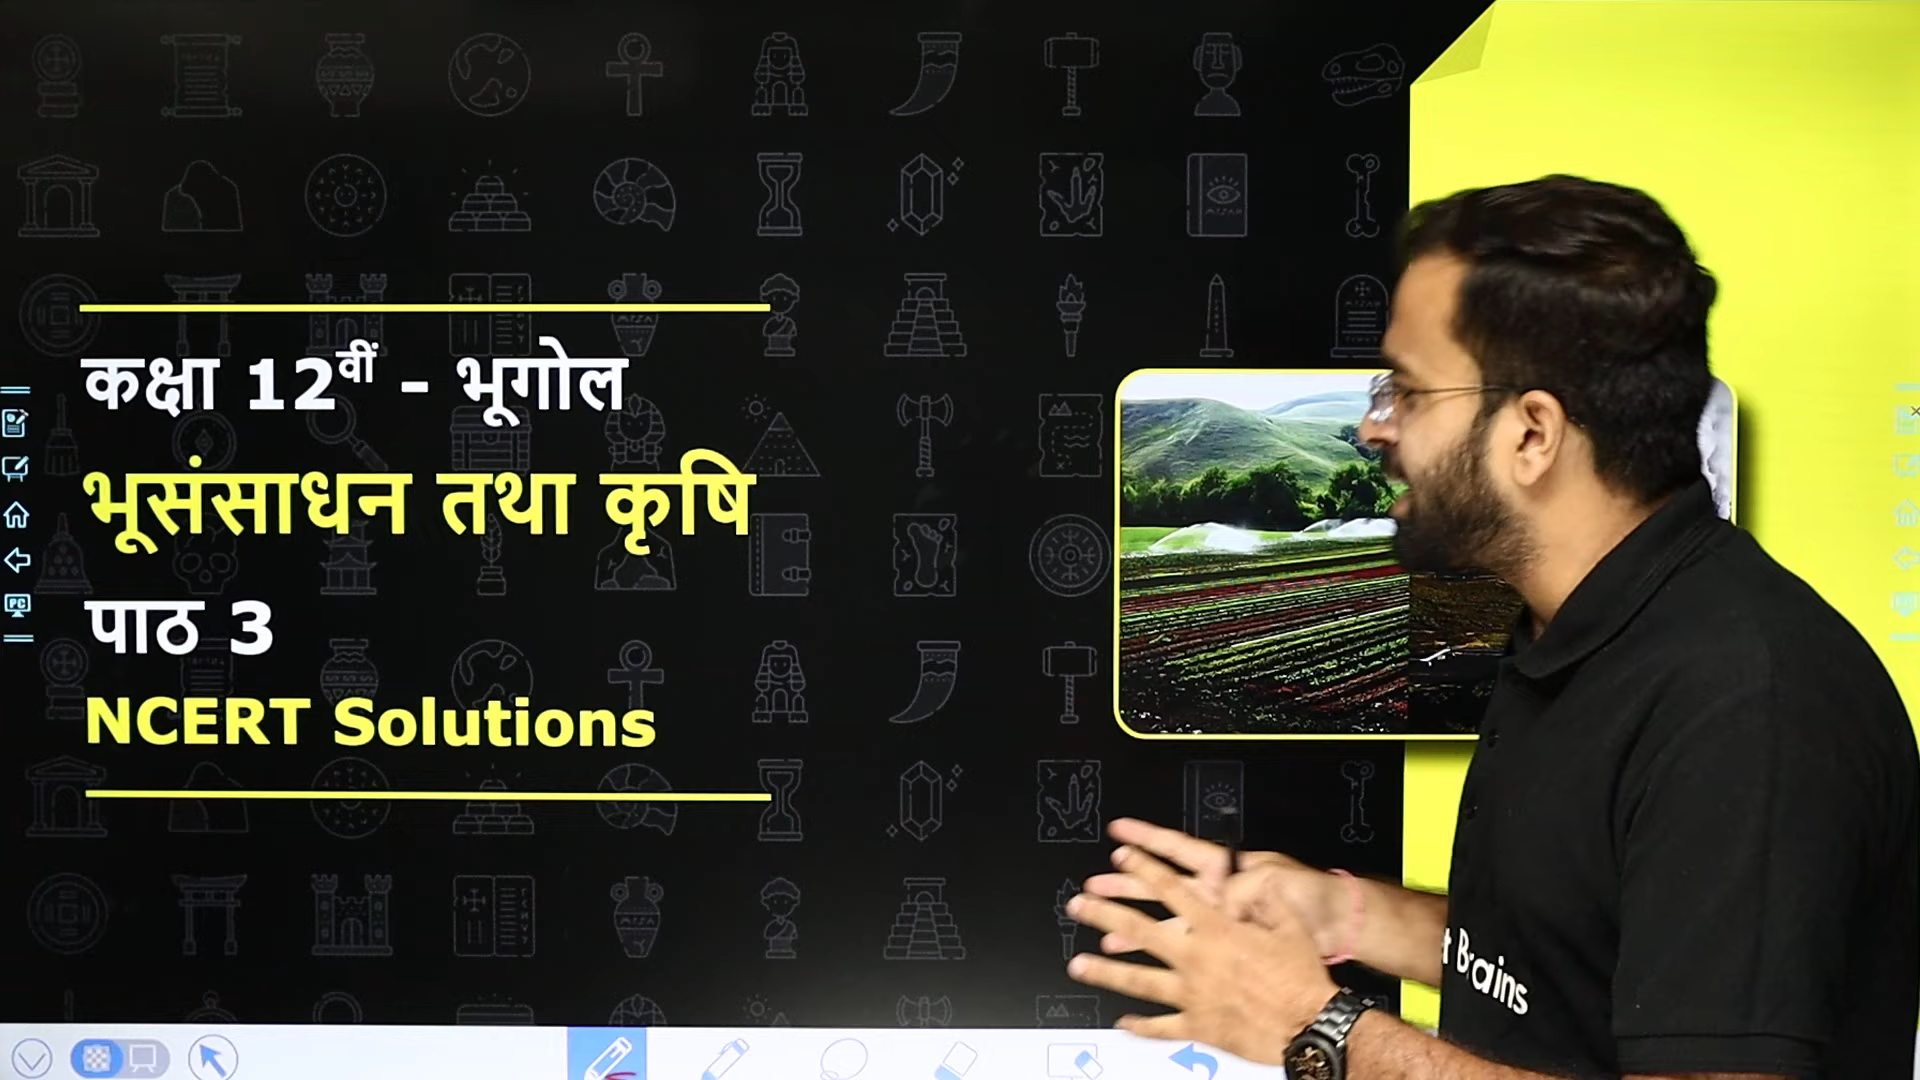 कक्षा 12वीं - भूगोल
भूसंसाधन तथा कृषि
पाठ 3
NCERT Solutions
Brains